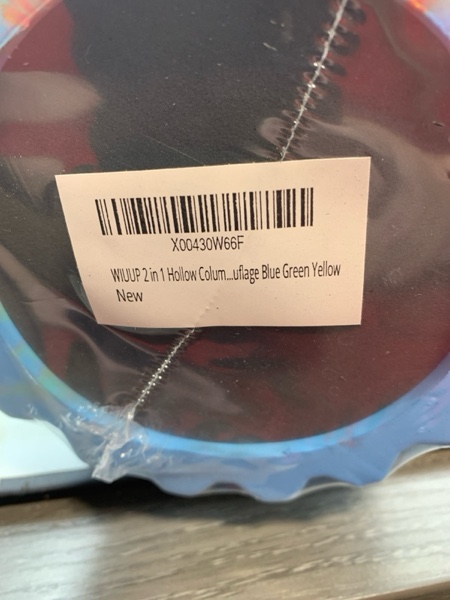 X00430W66F
WIUUP 2 in 1 Hollow Colum...uflage Blue Green Yellow
New